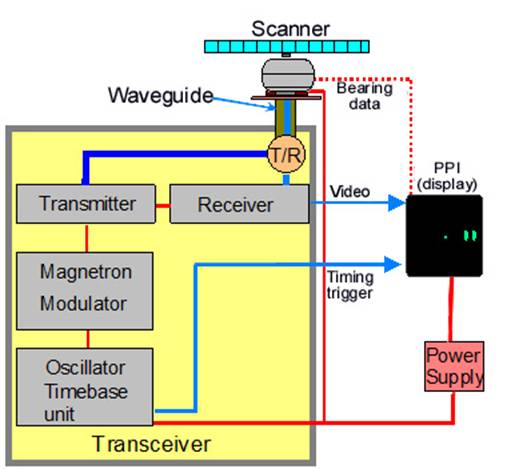 Scanner
Waveguide
Bearing
data
T/R
PPI
(display)
Transmitter
Receiver
Video
Magnetron
Modulator
Timing
trigger
Oscillator
Timebase
unit
Power
Supply
Transceiver